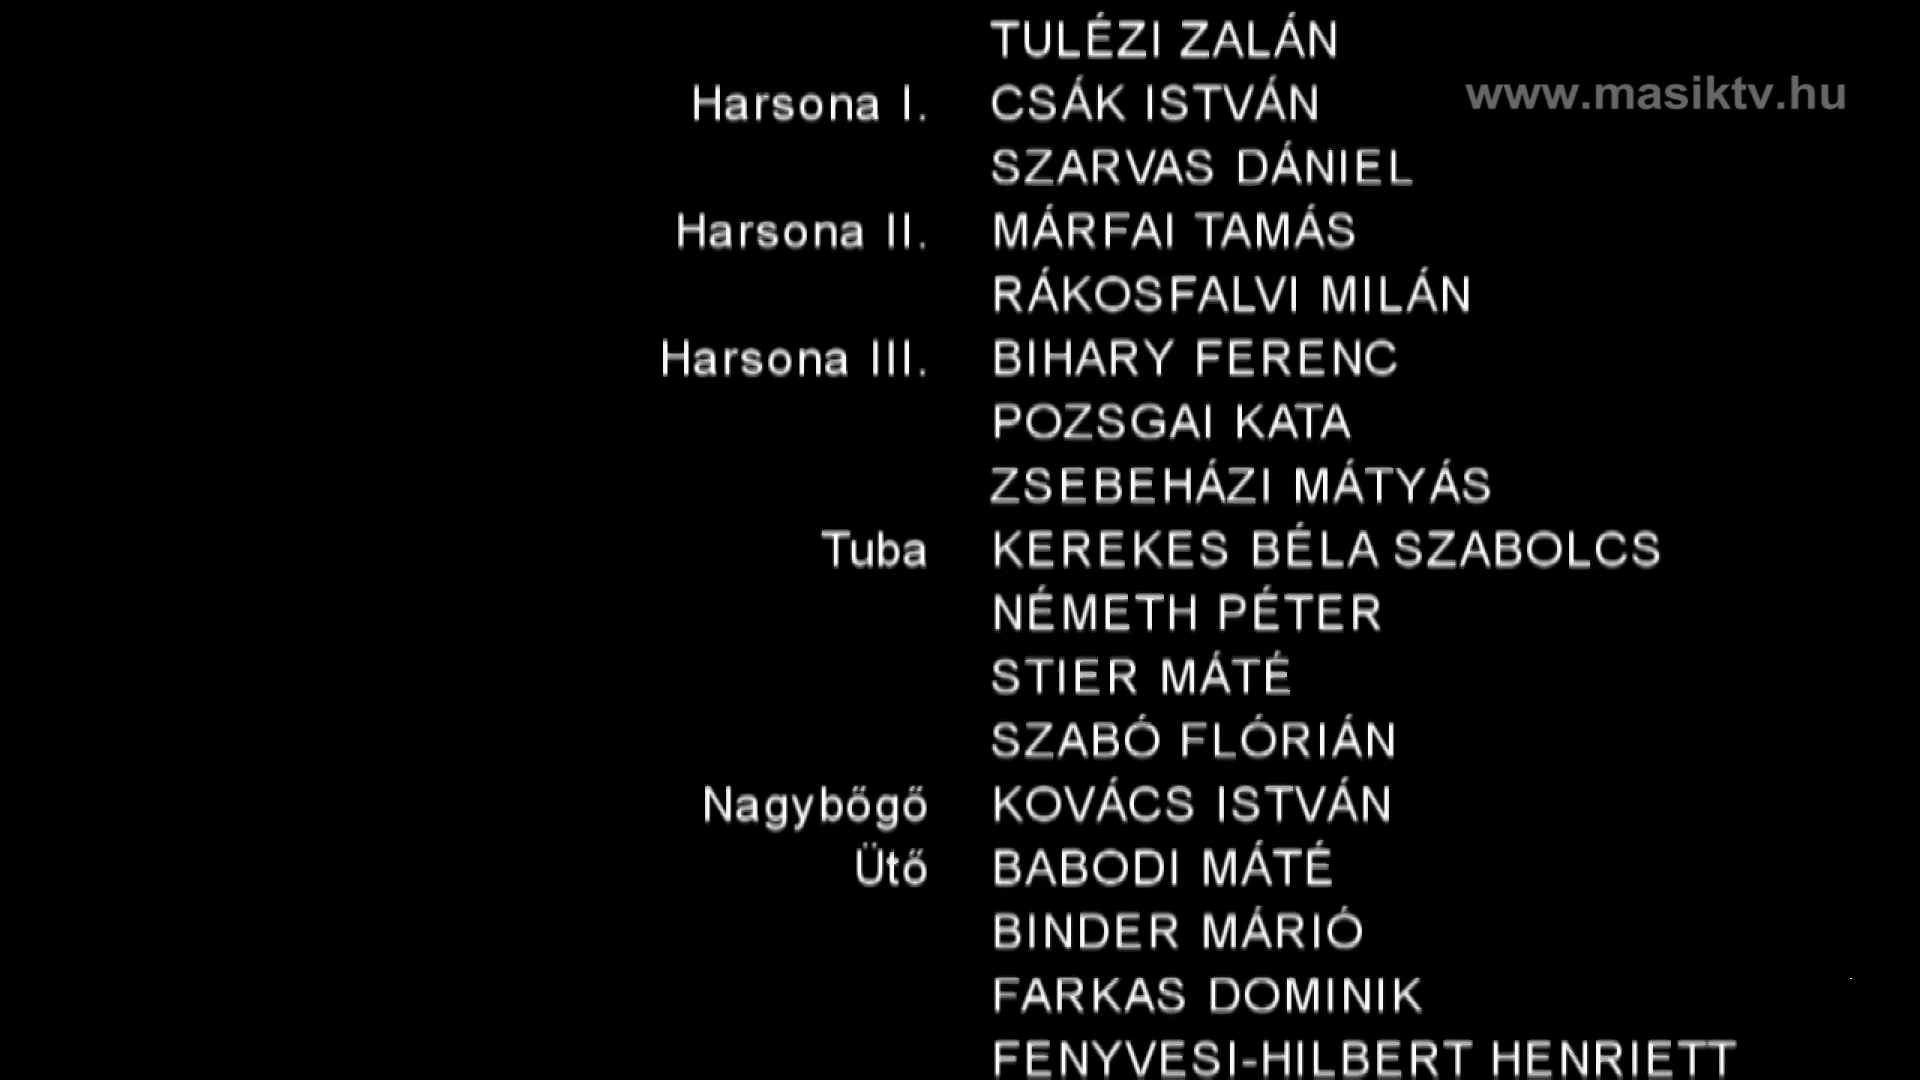 TULÉZI ZALÁN
www.masiktv.hu
Harsona I. CSÁK ISTVÁN
SZARVAS DÁNIEL
Harsona II. MÁRFAI TAMÁS
RÁKOSFALVI MILÁN
Harsona III. BIHARY FERENC
POZSGAI KATA
ZSEBEHÁZI MÁTYÁS
Tuba KEREKES BÉLA SZABOLCS
NÉMETH PÉTER
STIER MÁTÉ
SZABÓ FLÓRIÁN
Nagybőgő KOVÁCS ISTVÁN
Ütő BABODI MÁTÉ
BINDER MÁRIÓ
FARKAS DOMINIK
FENYVESI-HILBERT HENRIETT